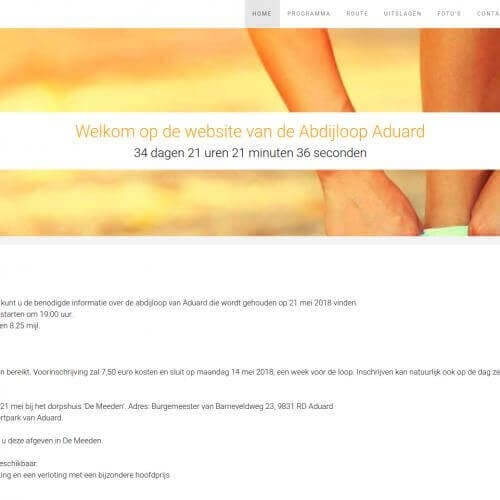 HOME PROGRAMMA ROUTE UITSLAGEN FOTO'S
Welkom op de website van de Abdijloop Aduard
34 dagen 21 uren 21 minuten 36 seconden
kunt u de benodigde informatie over de abdijloop van Aduard die wordt gehouden op 21 mei 2018 vinden.
starten om 19.00 uur.
en 8.25 mijl.
n bereikt. Voorinschrijving zal 7,50 euro kosten en sluit op maandag 14 mei 2018, een week voor de loop. Inschrijven kan natuurlijk ook op de dag ze
21 mei bij het dorpshuis 'De Meeden'. Adres: Burgemeester van Barneveldweg 23, 9831 RD Aduard
rtpark van Aduard.
u deze afgeven in De Meeden.
eschikbaar.
king en een verloting met een bijzondere hoofdprijs